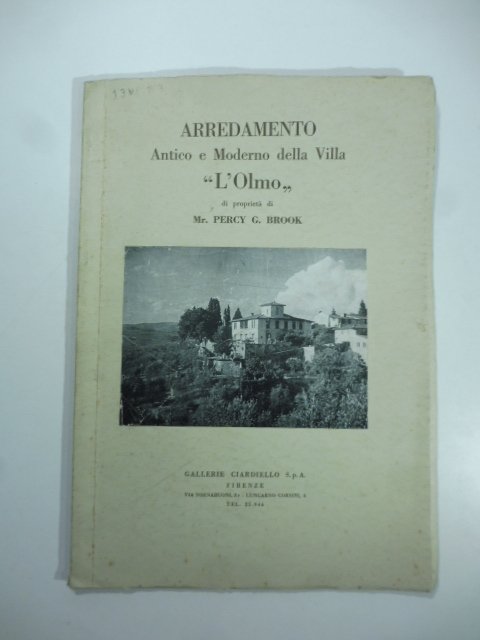 ARREDAMENTO
Antico e Moderno della Villa
“L'Olmo„
di proprietà di
Mr. PERCY G. BROOK
GALLERIE CIARDIELLO S.p.A.
FIRENZE
VIA TORNABUONI, - LUNGARNO CORSINI, 4
TEL.